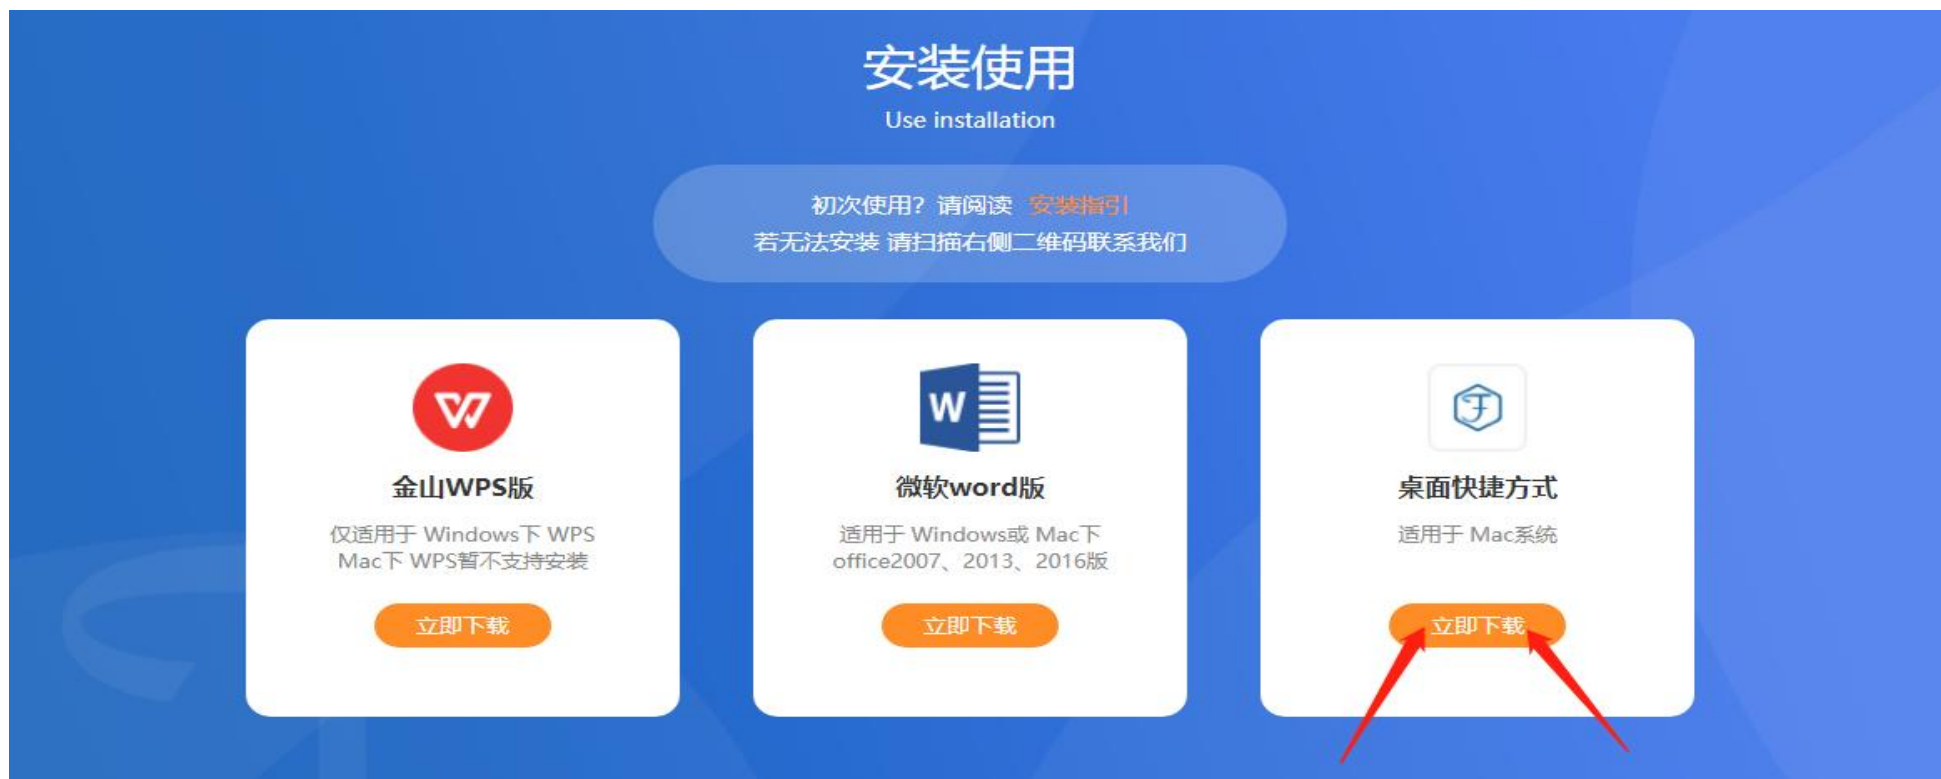 安装使用
Use installation
初次使用？请阅读 安装指引
若无法安装 请扫描右侧二维码联系我们
W
金山WPS版
仅适用于 Windows下 WPS
Mac下 WPS暂不支持安装
立即下载
W
微软word版
适用于 Windows或 Mac下
office2007、2013、2016版
立即下载
桌面快捷方式
适用于 Mac系统
立即下载